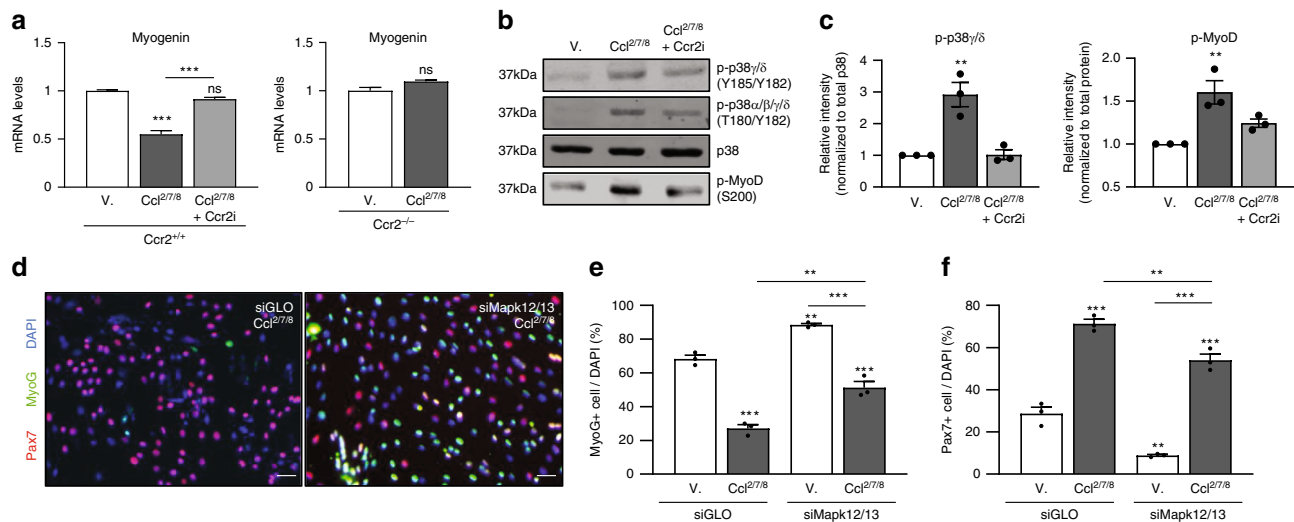 a
Myogenin
mRNA levels
1.5
1
0.5
0
***
***
ns
V.
Ccl2/7/8
Ccl2/7/8
+ Ccr2i
Ccr2+/+
Myogenin
mRNA levels
1.5
1
0.5
0
ns
V.
Ccl2/7/8
Ccr2–/–
b
V.
Ccl2/7/8
Ccl2/7/8
+ Ccr2i
37kDa
p-p38γ/δ
(Y185/Y182)
37kDa
p-p38α/β/γ/δ
(T180/Y182)
37kDa
p38
37kDa
p-MyoD
(S200)
c
p-p38γ/δ
Relative intensity
(normalized to total p38)
4
3
2
1
0
**
V.
Ccl2/7/8
Ccl2/7/8
+ Ccr2i
p-MyoD
Relative intensity
(normalized to total protein)
2.0
1.5
1.0
0.5
**
V.
Ccl2/7/8
Ccl2/7/8
+ Ccr2i
d
Pax7 MyoG DAPI
siGLO
Ccl2/7/8
siMapk12/13
Ccl2/7/8
e
MyoG+ cell / DAPI (%)
100
80
60
40
20
0
**
***
***
**
***
V.
Ccl2/7/8
V.
Ccl2/7/8
siGLO
siMapk12/13
f
Pax7+ cell / DAPI (%)
80
60
40
20
0
**
***
***
**
***
V.
Ccl2/7/8
V.
Ccl2/7/8
siGLO
siMapk12/13